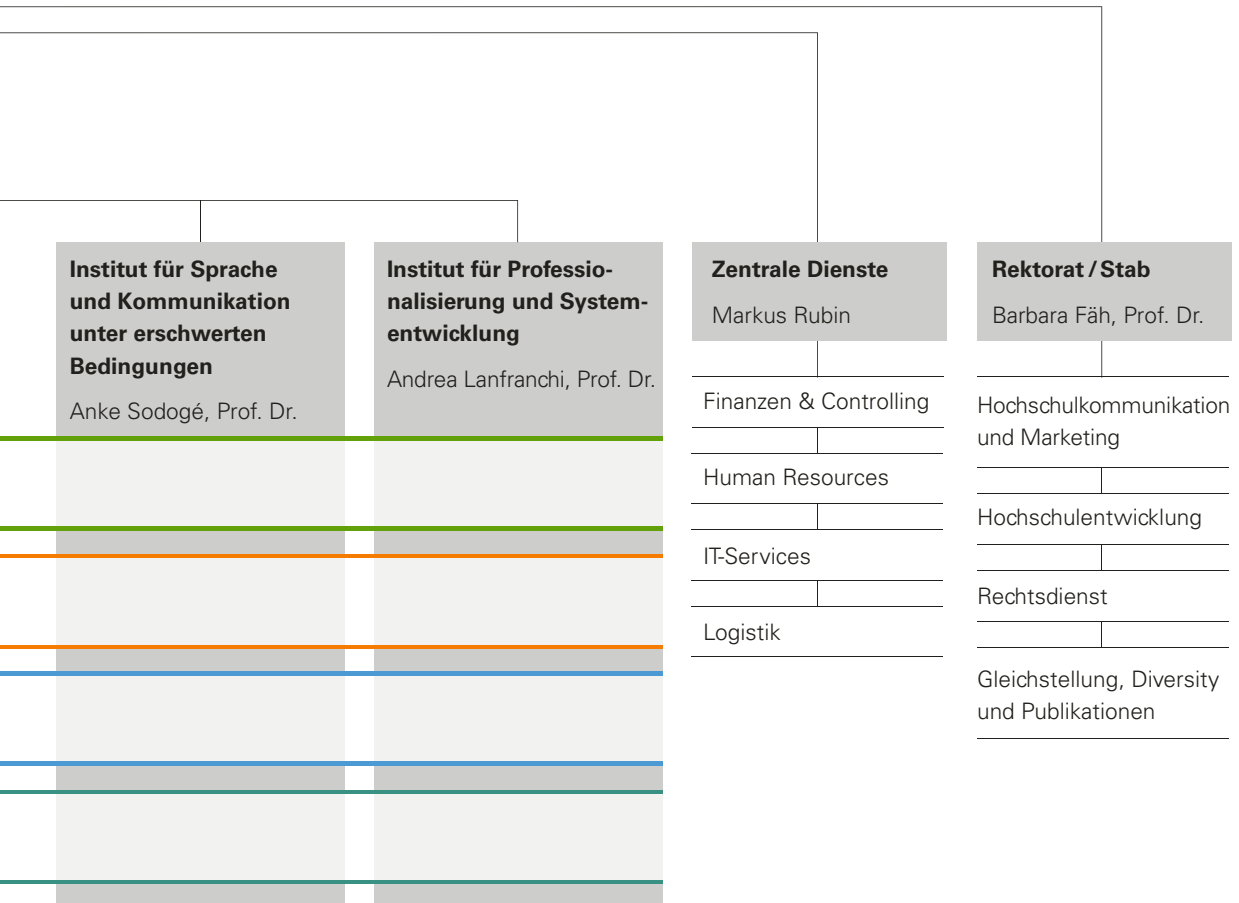 Institut für Sprache
und Kommunikation
unter erschwerten
Bedingungen
Anke Sodogé, Prof. Dr.
Institut für Professio-
nalisierung und System-
entwicklung
Andrea Lanfranchi, Prof. Dr.
Zentrale Dienste
Markus Rubin
Finanzen & Controlling
Human Resources
IT-Services
Logistik
Rektorat / Stab
Barbara Fäh, Prof. Dr.
Hochschulkommunikation
und Marketing
Hochschulentwicklung
Rechtsdienst
Gleichstellung, Diversity
und Publikationen